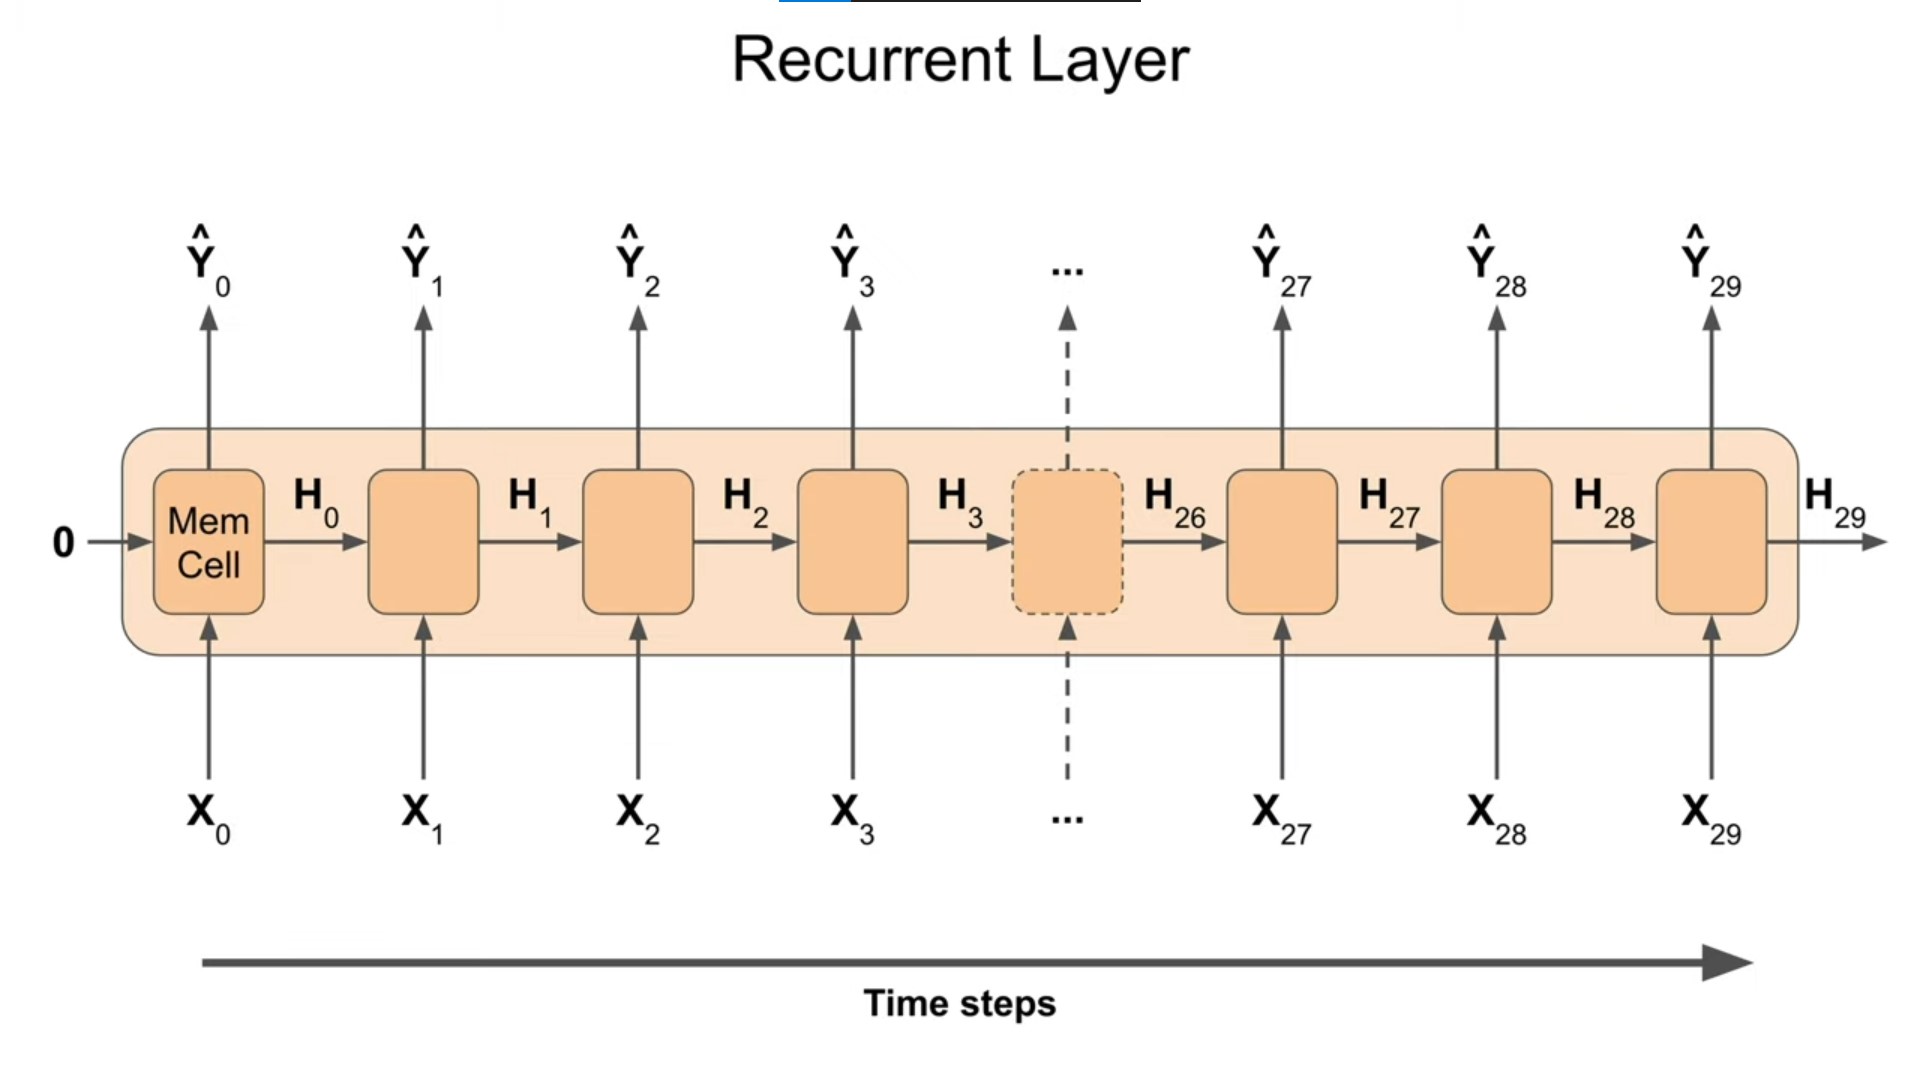 Recurrent Layer
Ŷ0 Ŷ1 Ŷ2 Ŷ3 ... Ŷ27 Ŷ28 Ŷ29
0 Mem Cell H0 H1 H2 H3 H26 H27 H28 H29
X0 X1 X2 X3 ... X27 X28 X29
Time steps